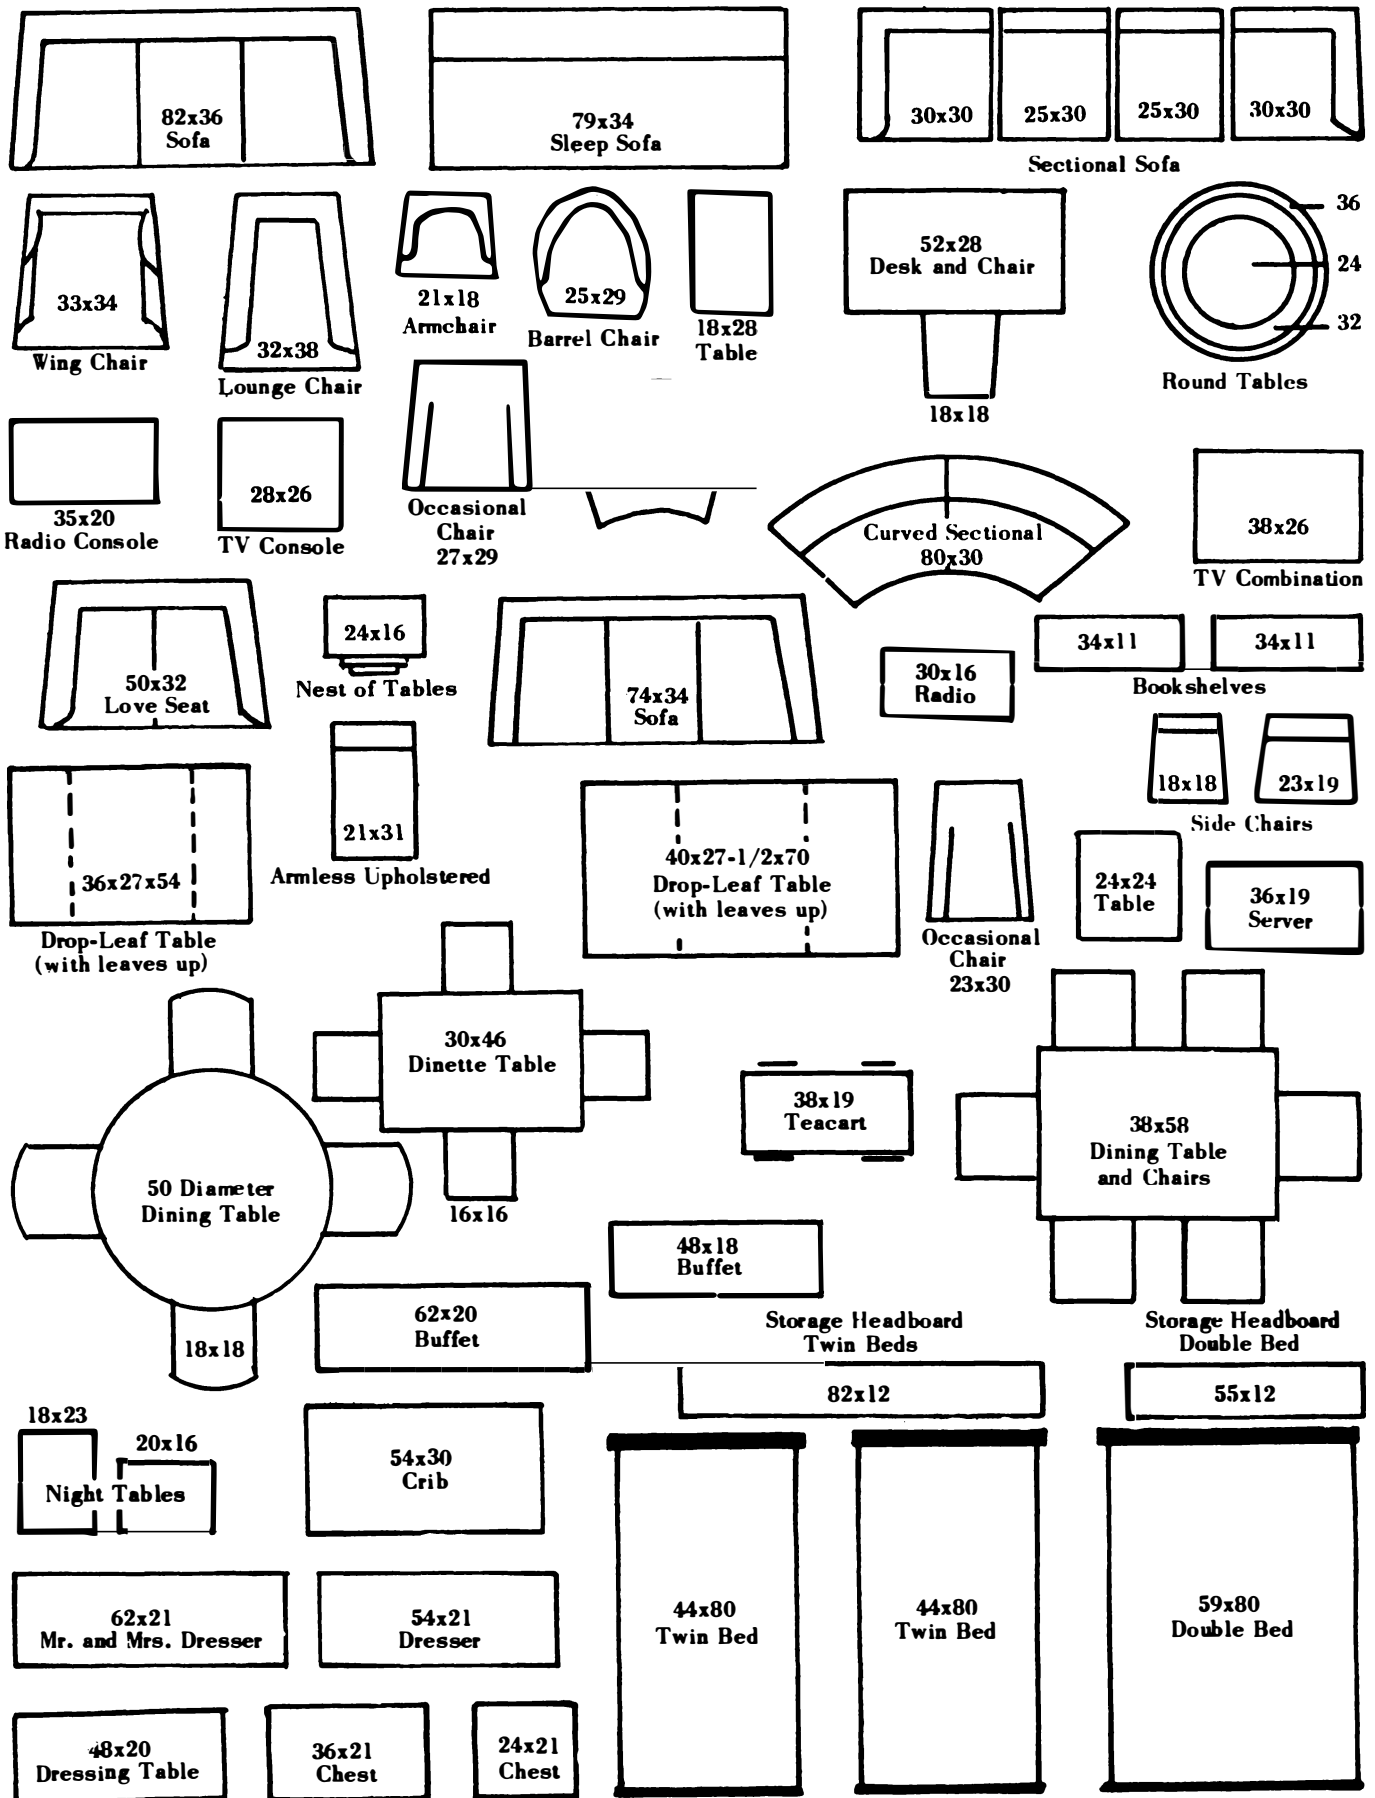 82x36
Sofa
79x34
Sleep Sofa
30x30
25x30
25x30
30x30
Sectional Sofa
33x34
Wing Chair
32x38
Lounge Chair
21x18
Armchair
25x29
Barrel Chair
18x28
Table
52x28
Desk and Chair
18x18
36
24
32
Round Tables
35x20
Radio Console
28x26
TV Console
Occasional
Chair
27x29
Curved Sectional
80x30
38x26
TV Combination
50x32
Love Seat
24x16
Nest of Tables
74x34
Sofa
30x16
Radio
34x11
34x11
Bookshelves
18x18
23x19
Side Chairs
36x27x54
Drop-Leaf Table
(with leaves up)
21x31
Armless Upholstered
40x27-1/2x70
Drop-Leaf Table
(with leaves up)
Occasional
Chair
23x30
24x24
Table
36x19
Server
50 Diameter
Dining Table
18x18
30x46
Dinette Table
16x16
38x19
Teacart
38x58
Dining Table
and Chairs
48x18
Buffet
62x20
Buffet
Storage Headboard
Twin Beds
82x12
Storage Headboard
Double Bed
55x12
18x23
20x16
Night Tables
54x30
Crib
44x80
Twin Bed
44x80
Twin Bed
59x80
Double Bed
62x21
Mr. and Mrs. Dresser
54x21
Dresser
48x20
Dressing Table
36x21
Chest
24x21
Chest